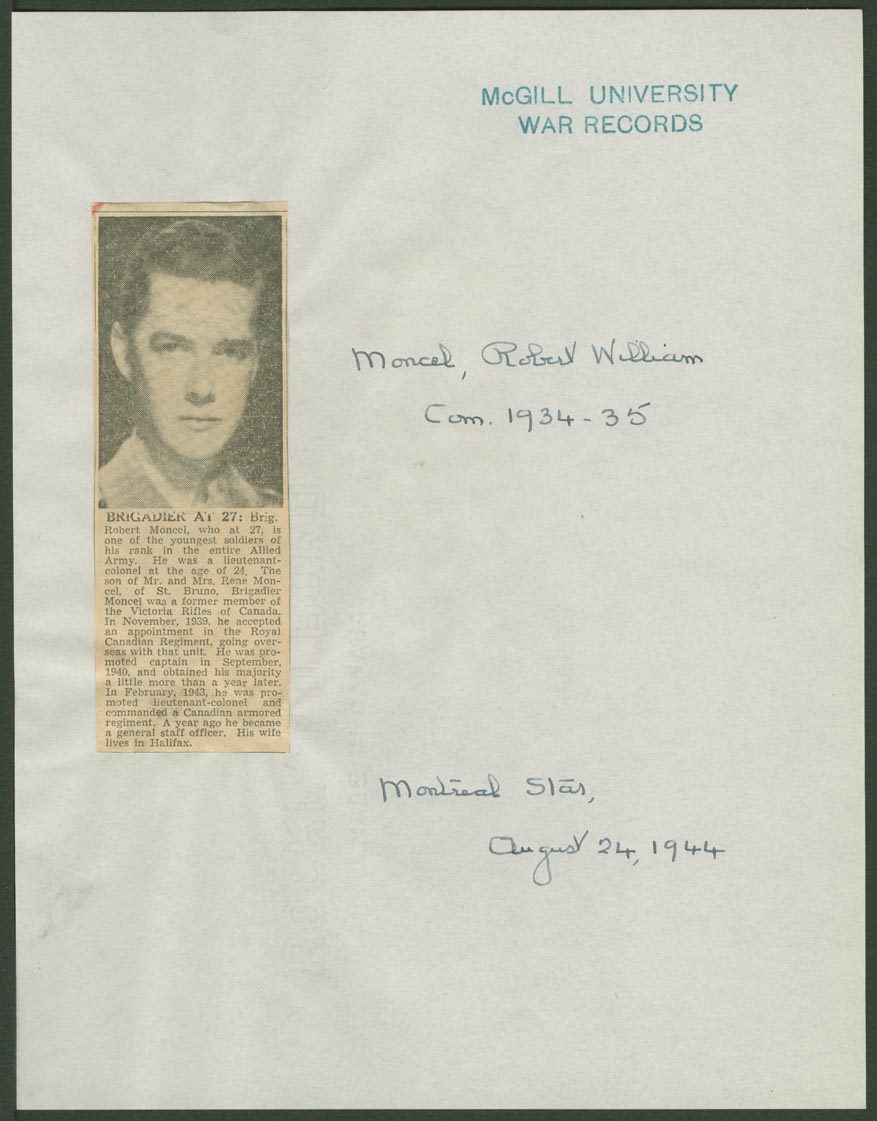 McGILL UNIVERSITY
WAR RECORDS
Moncel, Robert William
Com. 1934-35
BRIGADIER AT 27: Brig.
Robert Moncel, who at 27, is
one of the youngest soldiers of
his rank in the entire Allied
Army. He was a lieutenant-
colonel at the age of 24. The
son of Mr. and Mrs. René Mon-
cel, of St. Bruno, Brigadier
Moncel was a former member of
the Victoria Rifles of Canada.
In November, 1939, he accepted
an appointment in the Royal
Canadian Regiment, going over-
seas with that unit. He was pro-
moted captain in September,
1940, and obtained his majority
a little more than a year later.
In February, 1943, he was pro-
moted lieutenant-colonel and
commanded a Canadian armored
regiment. A year ago he became
a general staff officer. His wife
lives in Halifax.
Montreal Star,
August 24, 1944